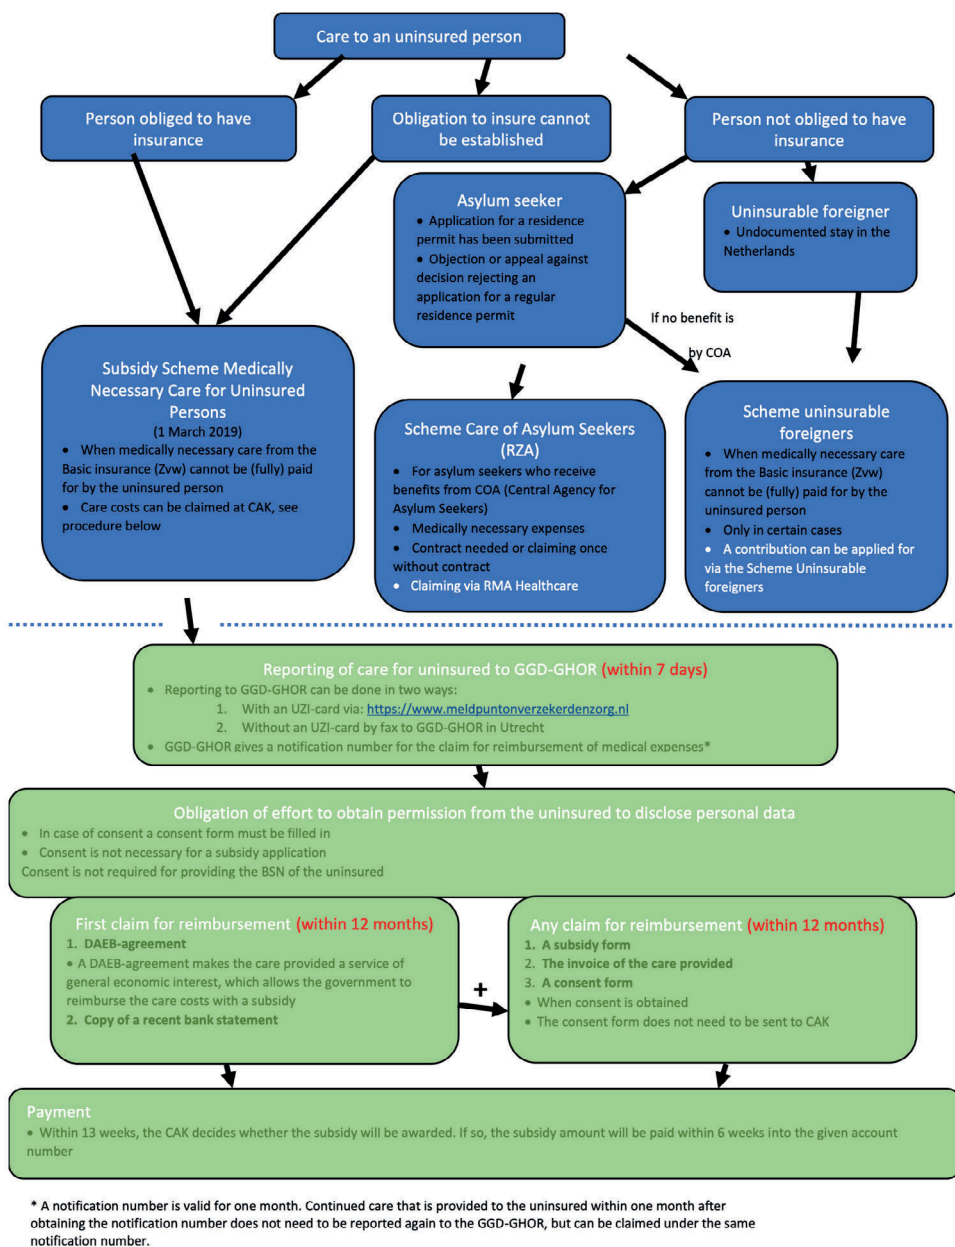 Care to an uninsured person
Person obliged to have
insurance
Obligation to insure cannot
be established
Person not obliged to have
insurance
Asylum seeker
• Application for a residence
permit has been submitted
• Objection or appeal against
decision rejecting an
application for a regular
residence permit
Uninsurable foreigner
• Undocumented stay in the
Netherlands
If no benefit is
by COA
Subsidy Scheme Medically
Necessary Care for Uninsured
Persons
(1 March 2019)
• When medically necessary care from the
Basic insurance (Zvw) cannot be (fully) paid
for by the uninsured person
• Care costs can be claimed at CAK, see
procedure below
Scheme Care of Asylum Seekers
(RZA)
• For asylum seekers who receive
benefits from COA (Central Agency for
Asylum Seekers)
• Medically necessary expenses
• Contract needed or claiming once
without contract
• Claiming via RMA Healthcare
Scheme uninsurable
foreigners
• When medically necessary care
from the Basic insurance (Zvw)
cannot be (fully) paid for by the
uninsured person
• Only in certain cases
• A contribution can be applied for
via the Scheme Uninsurable
foreigners
Reporting of care for uninsured to GGD-GHOR (within 7 days)
• Reporting to GGD-GHOR can be done in two ways:
1. With an UZI-card via: https://www.meldpuntonverzekerdenzorg.nl
2. Without an UZI-card by fax to GGD-GHOR in Utrecht
• GGD-GHOR gives a notification number for the claim for reimbursement of medical expenses*
Obligation of effort to obtain permission from the uninsured to disclose personal data
• In case of consent a consent form must be filled in
• Consent is not necessary for a subsidy application
Consent is not required for providing the BSN of the uninsured
First claim for reimbursement (within 12 months)
1. DAEB-agreement
• A DAEB-agreement makes the care provided a service of
general economic interest, which allows the government to
reimburse the care costs with a subsidy
2. Copy of a recent bank statement
+
Any claim for reimbursement (within 12 months)
1. A subsidy form
2. The invoice of the care provided
3. A consent form
• When consent is obtained
• The consent form does not need to be sent to CAK
Payment
• Within 13 weeks, the CAK decides whether the subsidy will be awarded. If so, the subsidy amount will be paid within 6 weeks into the given account
number
* A notification number is valid for one month. Continued care that is provided to the uninsured within one month after
obtaining the notification number does not need to be reported again to the GGD-GHOR, but can be claimed under the same
notification number.